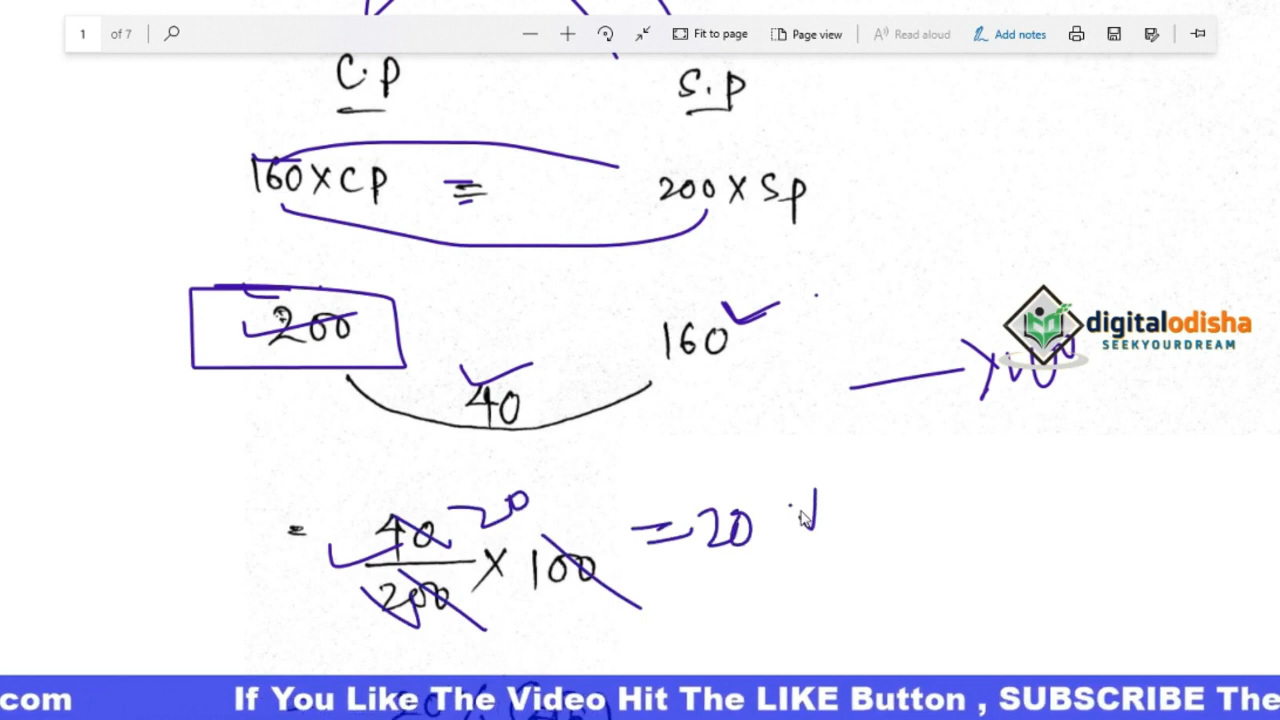 1 of 7 Fit to page Page view Read aloud Add notes
C.P S.P
160 X CP = 200 X SP
200 160
40
digitalodisha
SEEKYOURDREAM
X100
= 40/200 X 100 = 20
20
.com If You Like The Video Hit The LIKE Button , SUBSCRIBE The